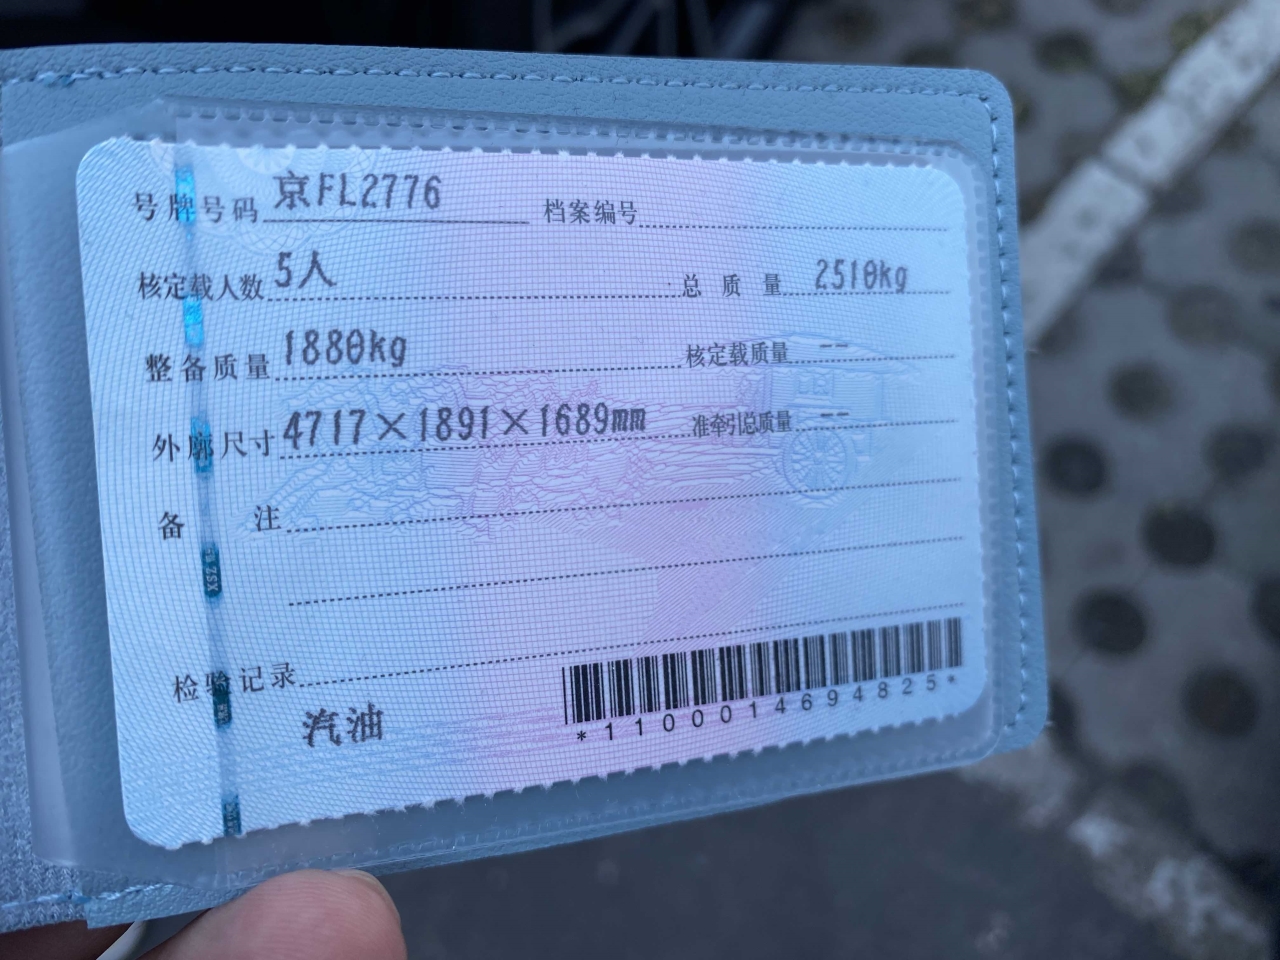 号牌号码 京FL2776 档案编号
核定载人数 5人 总质量 2510kg
整备质量 1880kg 核定载质量 --
外廓尺寸 4717×1891×1689mm 准牵引总质量 --
备注
检验记录
汽油
*1100014694825*